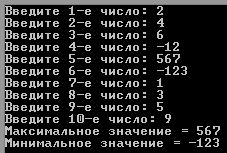 Введите 1-е число: 2
Введите 2-е число: 4
Введите 3-е число: 6
Введите 4-е число: -12
Введите 5-е число: 567
Введите 6-е число: -123
Введите 7-е число: 1
Введите 8-е число: 3
Введите 9-е число: 5
Введите 10-е число: 9
Максимальное значение = 567
Минимальное значение = -123